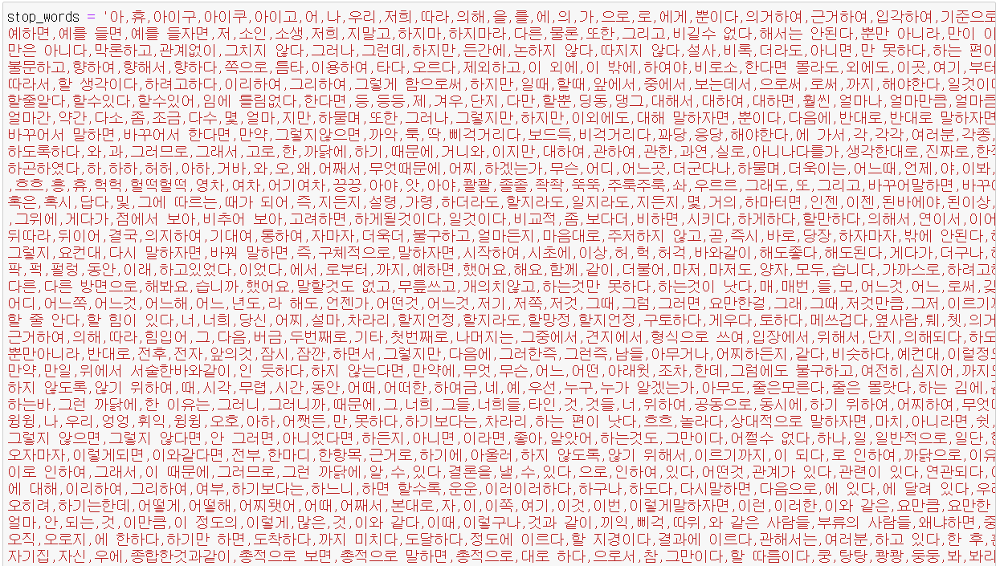 stop_words = '아,휴,아이구,아이쿠,아이고,어,나,우리,저희,따라,의해,을,를,에,의,가,으로,로,에게,뿐이다,의거하여,근거하여,입각하여,기준으로
예하면,예를 들면,예를 들자면,저,소인,소생,저희,지말고,하지마,하지마라,다른,물론,또한,그리고,비길수 없다,해서는 안된다,뿐만 아니라,만이
만은 아니다,막론하고,관계없이,그치지 않다,그러나,그런데,하지만,든간에,논하지 않다,따지지 않다,설사,비록,더라도,아니면,만 못하다,하는 편이
불문하고,향하여,향해서,향하다,쪽으로,틈타,이용하여,타다,오르다,제외하고,이 외에,이 밖에,하여야,비로소,한다면 몰라도,외에도,이곳,여기,부터
따라서,할 생각이다,하려고하다,이리하여,그리하여,그렇게 함으로써,하지만,일때,할때,앞에서,중에서,보는데서,으로써,로써,까지,해야한다,일것이다
할줄알다,할수있다,할수있어,임에 틀림없다,한다면,등,등등,제,겨우,단지,다만,할뿐,딩동,댕그,대해서,대하여,대하면,훨씬,얼마나,얼마만큼,얼마큼
얼마간,약간,다소,좀,조금,다수,몇,얼마,지만,하물며,또한,그러나,그렇지만,하지만,이외에도,대해 말하자면,뿐이다,다음에,반대로,반대로 말하자면
바꾸어서 말하면,바꾸어서 한다면,만약,그렇지않으면,까악,툭,딱,삐걱거리다,보드득,비걱거리다,꽈당,응당,해야한다,에 가서,각,각각,여러분,각종,
하도록하다,와,과,그러므로,그래서,고로,한 까닭에,하기 때문에,거니와,이지만,대하여,관하여,관한,과연,실로,아니나다를가,생각한대로,진짜로,
하곤하였다,하,하하,허허,아하,거바,와,오,왜,어째서,무엇때문에,어찌,하겠는가,무슨,어디,어느곳,더군다나,하물며,더욱이는,어느때,언제,야,이봐,
,흐흐,흥,휴,헉헉,헐떡헐떡,영차,여차,어기여차,끙끙,아야,앗,아야,콸콸,졸졸,좍좍,뚝뚝,주룩주룩,솨,우르르,그래도,또,그리고,바꾸어말하면,
혹은,혹시,답다,및,그에 따르는,때가 되어,즉,지든지,설령,가령,하더라도,할지라도,일지라도,지든지,몇,거의,하마터면,인젠,이젠,된바에야,된이상,
,그위에,게다가,점에서 보아,비추어 보아,고려하면,하게될것이다,일것이다,비교적,좀,보다더,비하면,시키다,하게하다,할만하다,의해서,연이서,
뒤따라,뒤이어,결국,의지하여,기대여,통하여,자마자,더욱더,불구하고,얼마든지,마음대로,주저하지 않고,곧,즉시,바로,당장,하자마자,밖에 안된다,
그렇지,요컨대,다시 말하자면,바꿔 말하면,즉,구체적으로,말하자면,시작하여,시초에,이상,허,헉,허걱,바와같이,해도좋다,해도된다,게다가,더구나,
팍,퍽,펄렁,동안,이래,하고있었다,이었다,에서,로부터,까지,예하면,했어요,해요,함께,같이,더불어,마저,마저도,양자,모두,습니다,가까스로,
다른,다른 방면으로,해봐요,습니까,했어요,말할것도 없고,무릎쓰고,개의치않고,하는것만 못하다,하는것이 낫다,매,매번,들,모,어느것,어느,로써,
어디,어느쪽,어느것,어느해,어느 년도,라 해도,언젠가,어떤것,어느것,저기,저쪽,저것,그때,그럼,그러면,요만한걸,그래,그때,저것만큼,그저,
할 줄 안다,할 힘이 있다,너,너희,당신,어찌,설마,차라리,할지언정,할지라도,할망정,할지언정,구토하다,게우다,토하다,메쓰겁다,옆사람,퉤,쳇,
근거하여,의해,따라,힘입어,그,다음,버금,두번째로,기타,첫번째로,나머지는,그중에서,견지에서,형식으로 쓰여,입장에서,위해서,단지,의해되다,
뿐만아니라,반대로,전후,전자,앞의것,잠시,잠깐,하면서,그렇지만,다음에,그러한즉,그런즉,남들,아무거나,어찌하든지,같다,비슷하다,예컨대,
만약,만일,위에서 서술한바와같이,인 듯하다,하지 않는다면,만약에,무엇,무슨,어느,어떤,아래윗,조차,한데,그럼에도 불구하고,여전히,심지어,
하지 않도록,않기 위하여,때,시각,무렵,시간,동안,어때,어떠한,하여금,네,예,우선,누구,누가 알겠는가,아무도,줄은모른다,줄은 몰랏다,하는 김에,
하는바,그런 까닭에,한 이유는,그러니,그러니까,때문에,그,너희,그들,너희들,타인,것,것들,너,위하여,공동으로,동시에,하기 위하여,어찌하여,
윙윙,나,우리,엉엉,휘익,윙윙,오호,아하,어쨋든,만,못하다,하기보다는,차라리,하는 편이 낫다,흐흐,놀라다,상대적으로 말하자면,마치,아니라면,쉿,
그렇지 않으면,그렇지 않다면,안 그러면,아니었다면,하든지,아니면,이라면,좋아,알았어,하는것도,그만이다,어쩔수 없다,하나,일,일반적으로,일단,
오자마자,이렇게되면,이와같다면,전부,한마디,한항목,근거로,하기에,아울러,하지 않도록,않기 위해서,이르기까지,이 되다,로 인하여,까닭으로,
이로 인하여,그래서,이 때문에,그러므로,그런 까닭에,알 수 있다,결론을 낼 수 있다,으로 인하여,있다,어떤것,관계가 있다,관련이 있다,연관되다,
에 대해,이리하여,그리하여,여부,하기보다는,하느니,하면 할수록,운운,이러이러하다,하구나,하도다,다시말하면,다음으로,에 있다,에 달려 있다,
오히려,하기는한데,어떻게,어떻해,어찌됏어,어때,어째서,본대로,자,이,이쪽,여기,이것,이번,이렇게말하자면,이런,이러한,이와 같은,요만큼,요만한
얼마,안,되는,것,이만큼,이 정도의,이렇게,많은,것,이와 같다,이때,이렇구나,것과 같이,끼익,삐걱,따위,와 같은 사람들,부류의 사람들,왜냐하면,
오직,오로지,에 한하다,하기만 하면,도착하다,까지 미치다,도달하다,정도에 이르다,할 지경이다,결과에 이르다,관해서는,여러분,하고 있다,한 후,
자기집,자신,우에,종합한것과같이,총적으로 보면,총적으로 말하면,총적으로,대로 하다,으로서,참,그만이다,할 따름이다,쿵,탕탕,쾅쾅,둥둥,봐,